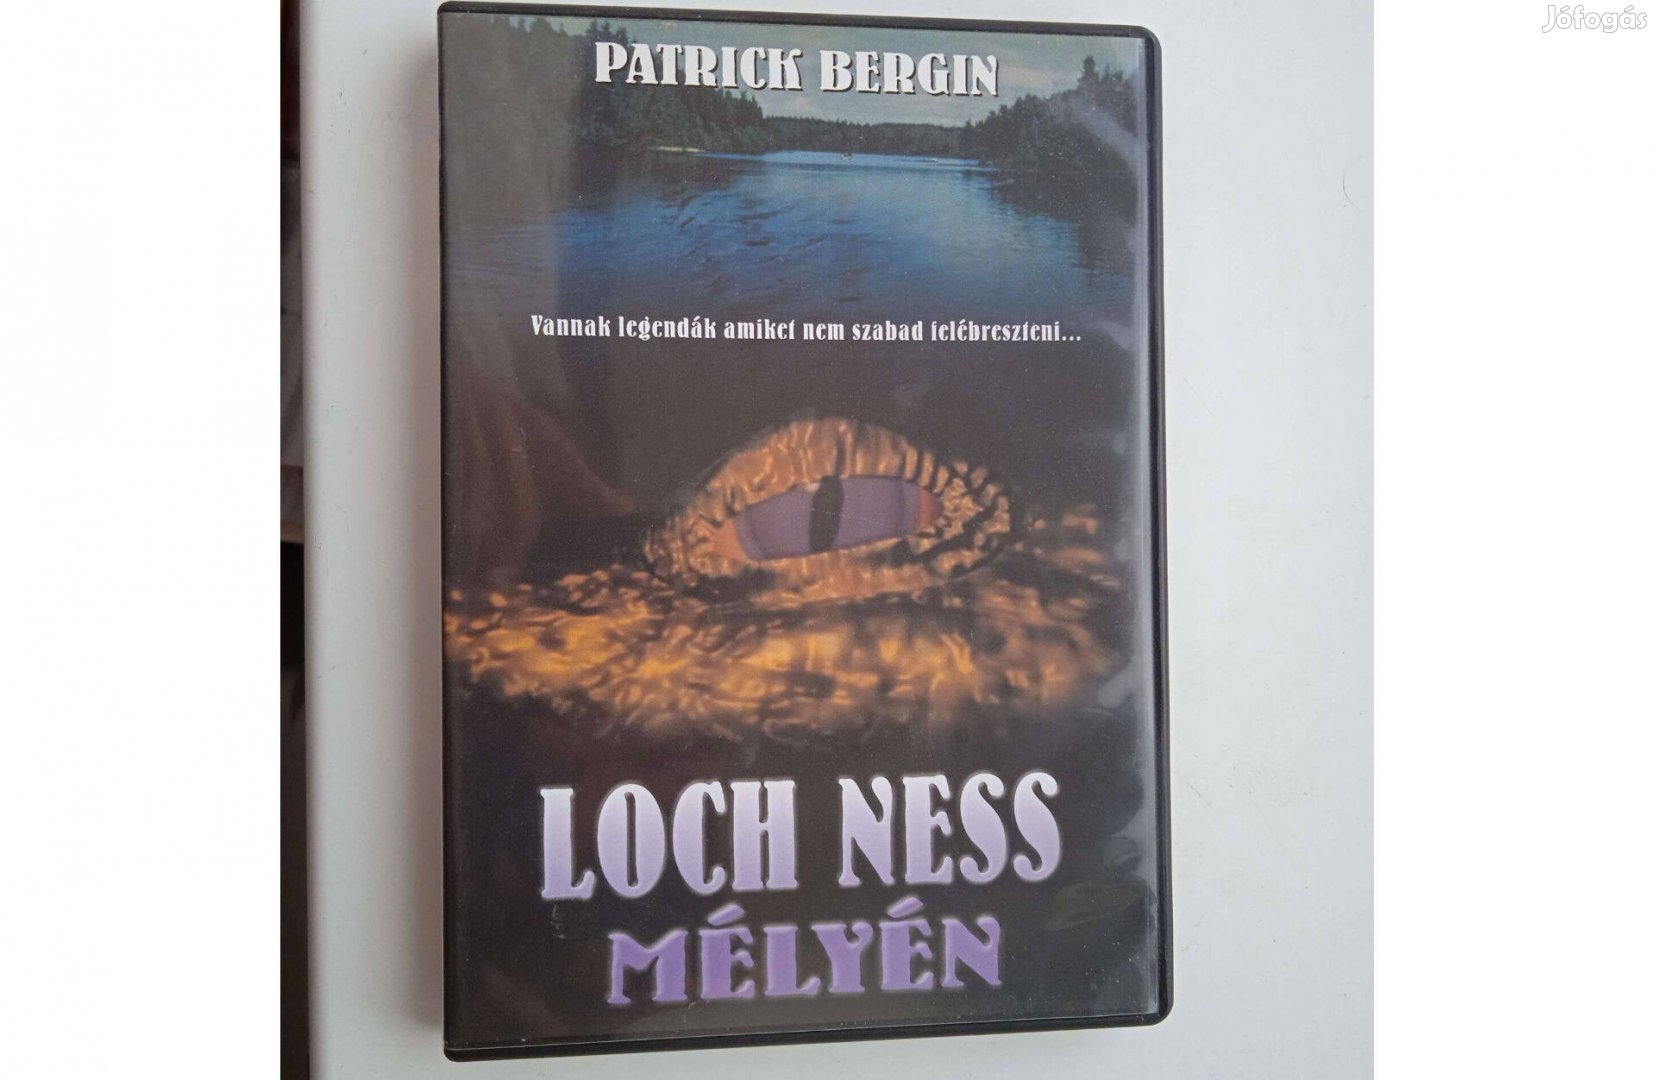 Jófogás
PATRICK BERGIN
Vannak legendák amiket nem szabad felébreszteni...
LOCH NESS
MÉLYÉN